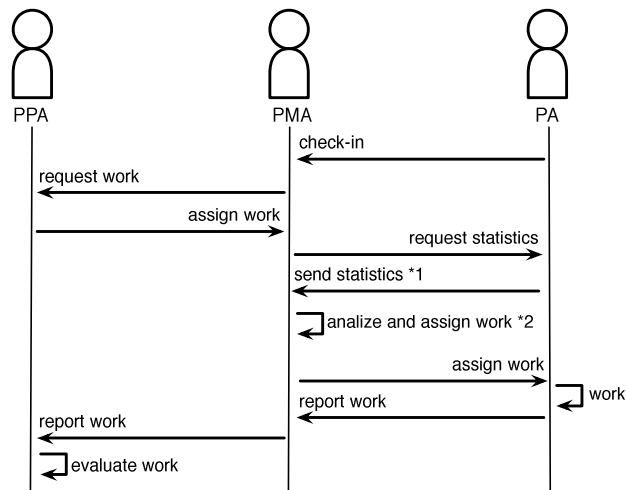 PPA
PMA
PA
check-in
request work
assign work
request statistics
send statistics *1
analize and assign work *2
assign work
work
report work
report work
evaluate work